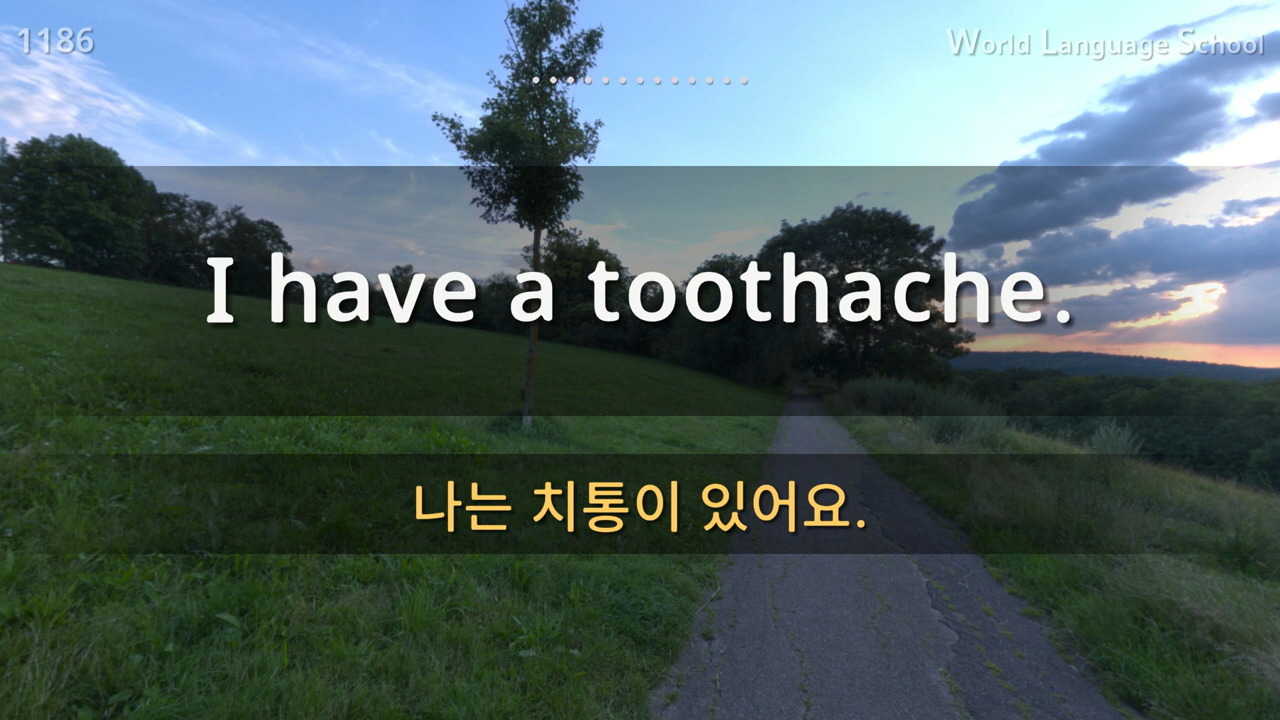 1186
World Language School
I have a toothache.
나는 치통이 있어요.